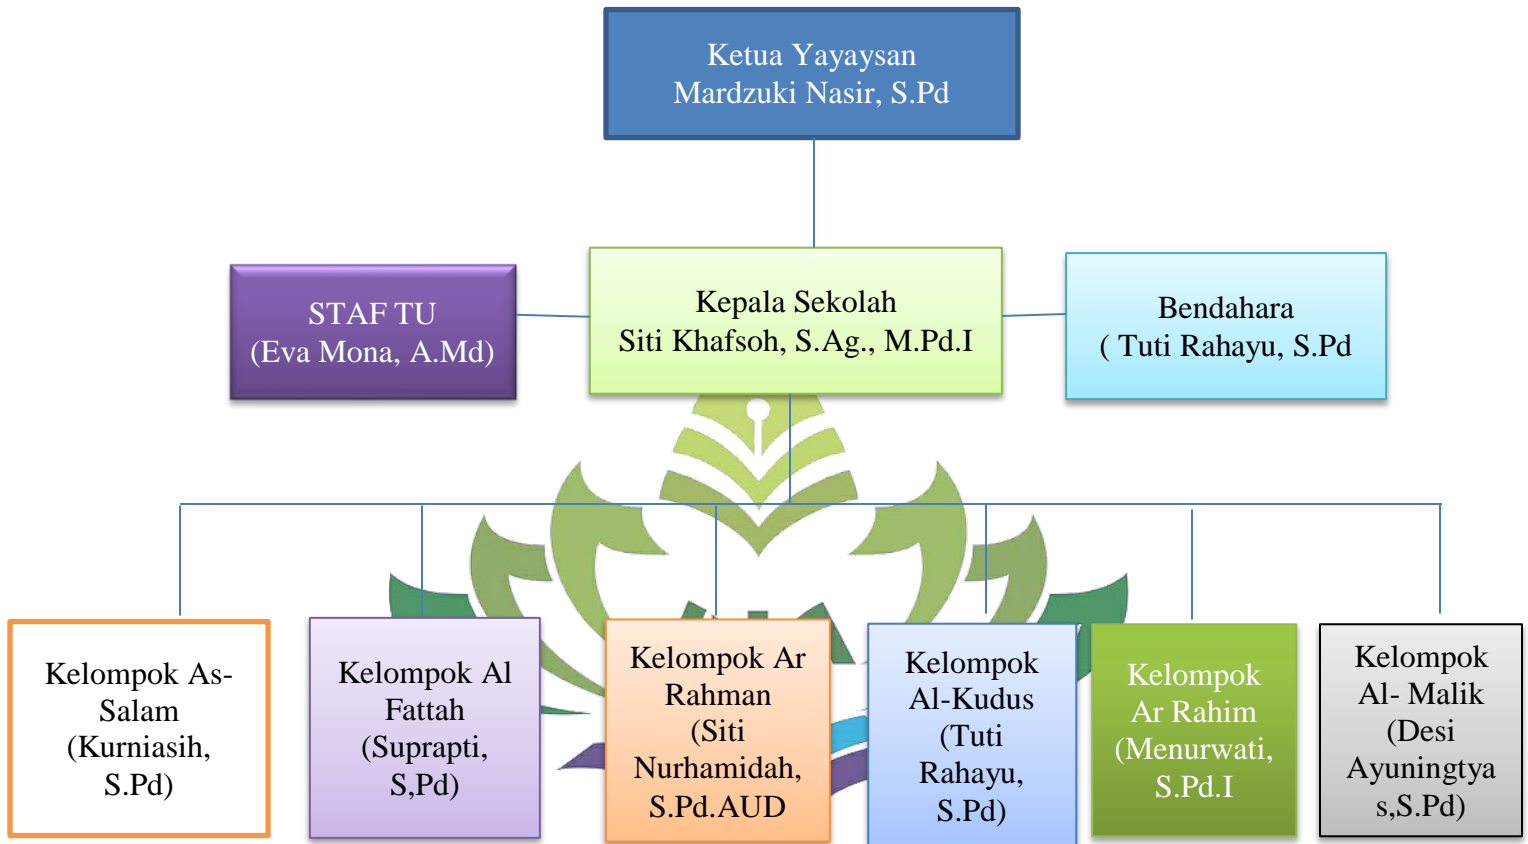 Ketua Yayaysan
Mardzuki Nasir, S.Pd
STAF TU
(Eva Mona, A.Md)
Kepala Sekolah
Siti Khafsoh, S.Ag., M.Pd.I
Bendahara
( Tuti Rahayu, S.Pd
Kelompok As-
Salam
(Kurniasih,
S.Pd)
Kelompok Al
Fattah
(Suprapti,
S,Pd)
Kelompok Ar
Rahman
(Siti
Nurhamidah,
S.Pd.AUD
Kelompok
Al-Kudus
(Tuti
Rahayu,
S.Pd)
Kelompok
Ar Rahim
(Menurwati,
S.Pd.I
Kelompok
Al- Malik
(Desi
Ayuningtya
s,S.Pd)